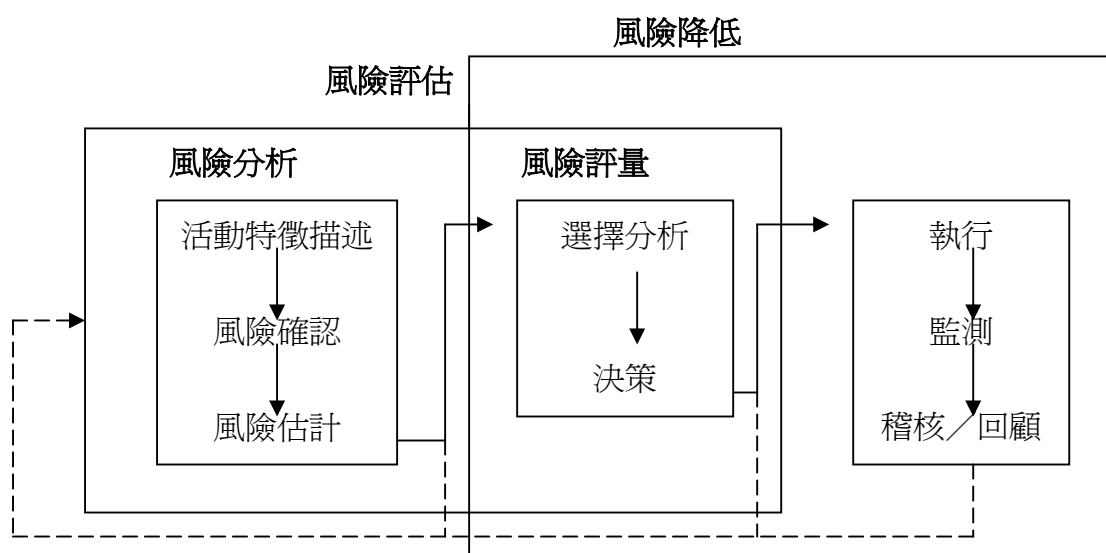 風險降低
風險評估
風險分析
風險評量
活動特徵描述
風險確認
風險估計
選擇分析
決策
執行
監測
稽核／回顧